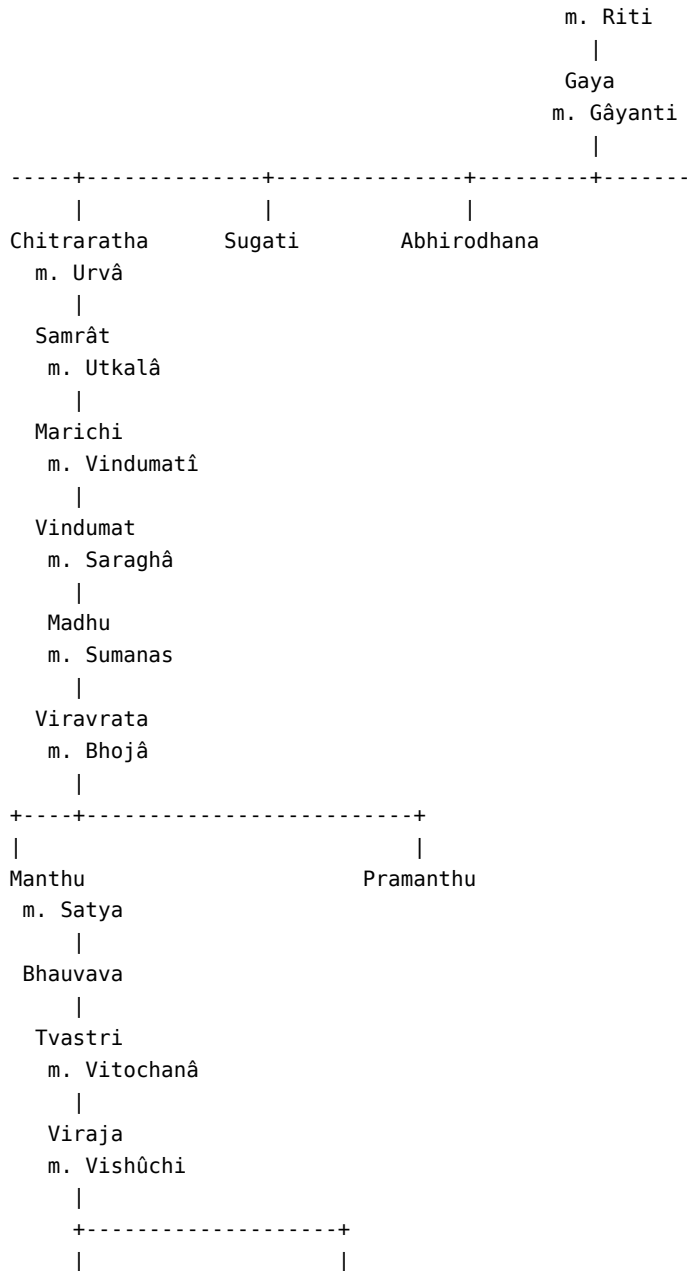 m. Riti
|
Gaya
m. Gâyanti
|
-----+--------------+---------------+---------+-------
| | |
Chitraratha Sugati Abhirodhana
m. Urvâ
|
Samrât
m. Utkalâ
|
Marichi
m. Vindumatî
|
Vindumat
m. Saraghâ
|
Madhu
m. Sumanas
|
Viravrata
m. Bhojâ
|
+----+--------------------------+
| |
Manthu Pramanthu
m. Satya
|
Bhauvava
|
Tvastri
m. Vitochanâ
|
Viraja
m. Vishûchi
|
+--------------------+
| |